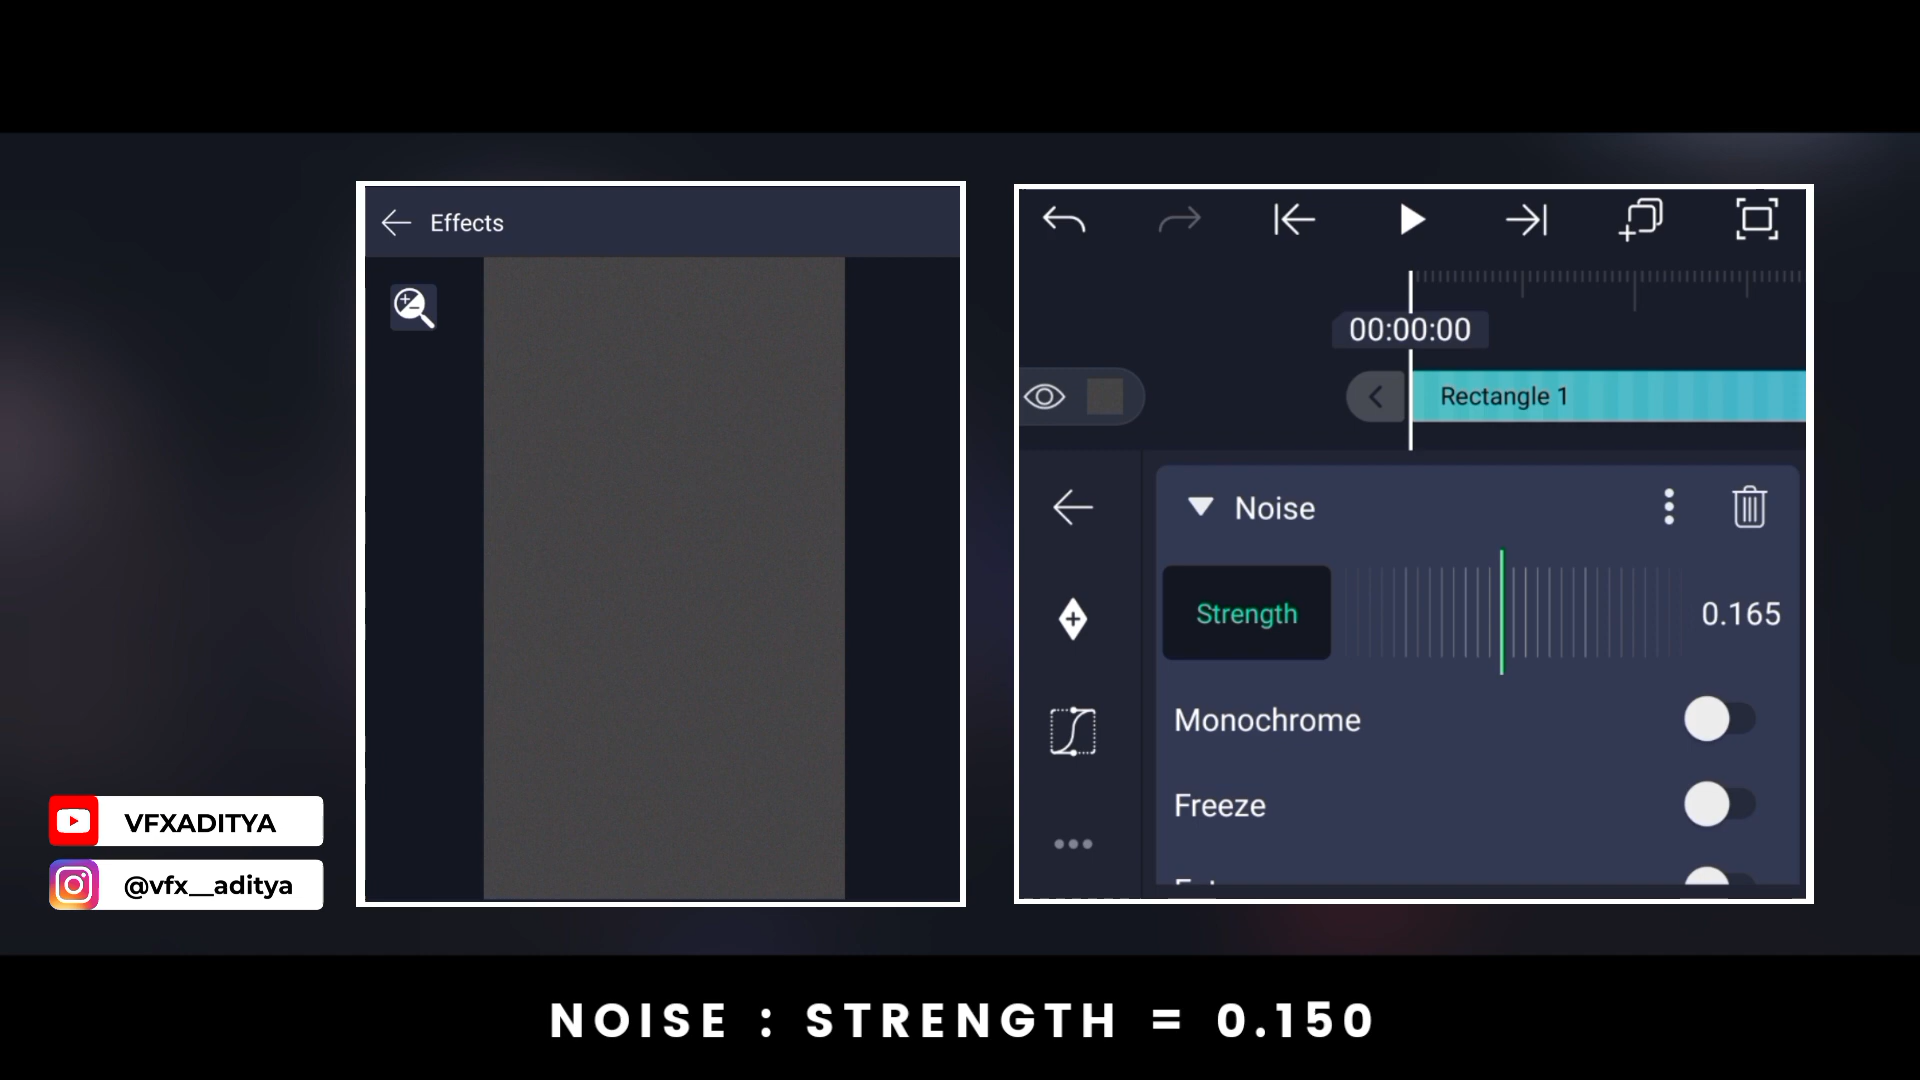 Effects
00:00:00
Rectangle 1
Noise
Strength
0.165
Monochrome
Freeze
VFXADITYA
@vfx__aditya
NOISE : STRENGTH = 0.150